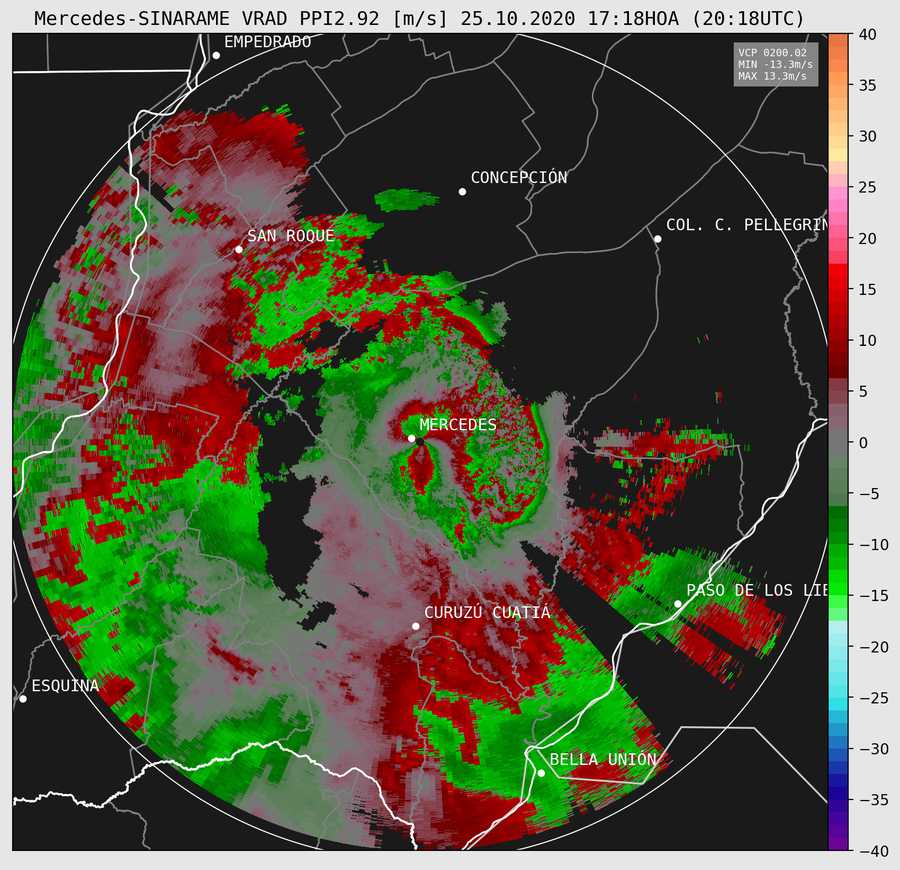 Mercedes-SINARAME VRAD PPI2.92 [m/s] 25.10.2020 17:18HOA (20:18UTC)
EMPEDRADO
VCP 0200.02
MIN -13.3m/s
MAX 13.3m/s
CONCEPCIÓN
COL. C. PELLEGRIN
SAN ROQUE
MERCEDES
PASO DE LOS LIB
CURUZÚ CUATIÁ
ESQUINA
BELLA UNIÓN
40
35
30
25
20
15
10
5
0
−5
−10
−15
−20
−25
−30
−35
−40